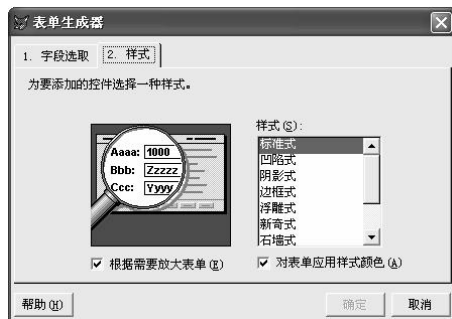 表单生成器
1. 字段选取
2. 样式
为要添加的控件选择一种样式。
Aaaa: 1000
Bbb: Zzzzz
Ccc: Yyyy
样式(S):
标准式
凹陷式
阴影式
边框式
浮雕式
新奇式
石墙式
根据需要放大表单(E)
对表单应用样式颜色(A)
帮助(H)
确定
取消